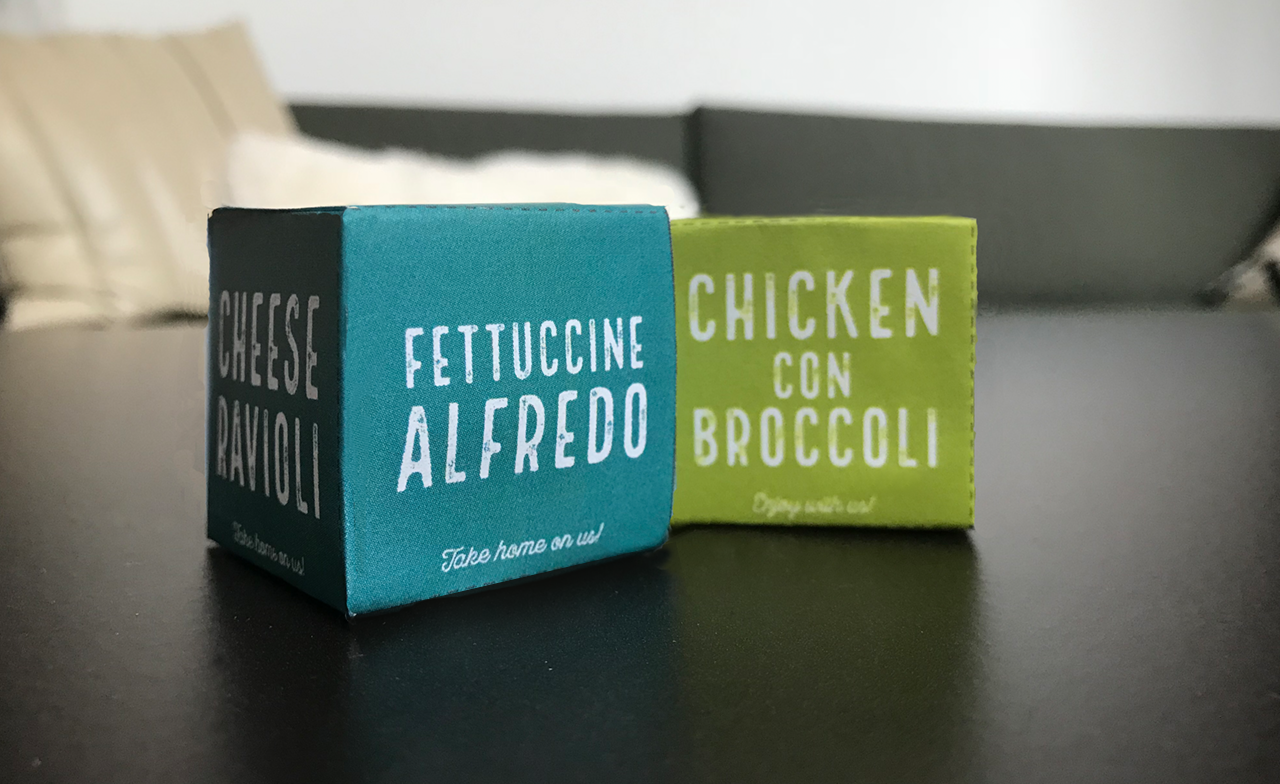 CHEESE
RAVIOLI
Take home on us!
FETTUCCINE
ALFREDO
Take home on us!
CHICKEN
CON
BROCCOLI
Enjoy with us!